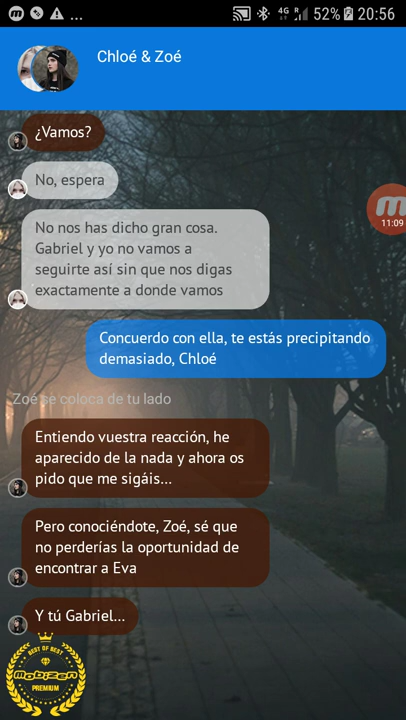 ... 4G R 52% 20:56
Chloé & Zoé
¿Vamos?
No, espera
11:09
No nos has dicho gran cosa.
Gabriel y yo no vamos a
seguirte así sin que nos digas
exactamente a donde vamos
Concuerdo con ella, te estás precipitando
demasiado, Chloé
Zoé se coloca de tu lado
Entiendo vuestra reacción, he
aparecido de la nada y ahora os
pido que me sigáis...
Pero conociéndote, Zoé, sé que
no perderías la oportunidad de
encontrar a Eva
Y tú Gabriel...
BEST OF BEST
mobizen
PREMIUM